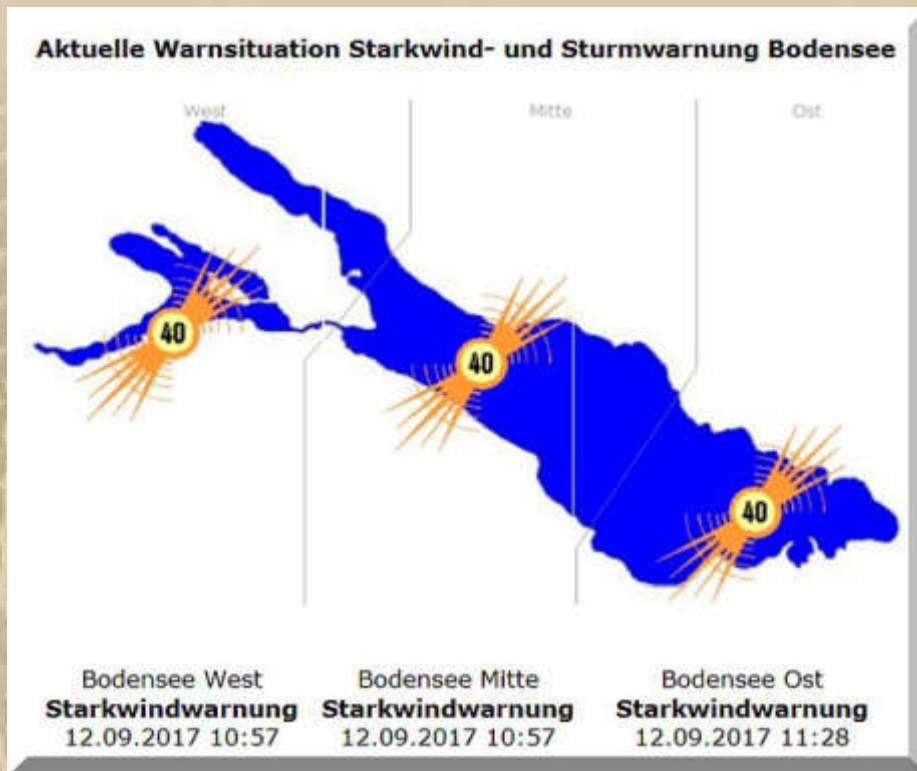 Aktuelle Warnsituation Starkwind- und Sturmwarnung Bodensee
West
Mitte
Ost
40
40
40
Bodensee West
Starkwindwarnung
12.09.2017 10:57
Bodensee Mitte
Starkwindwarnung
12.09.2017 10:57
Bodensee Ost
Starkwindwarnung
12.09.2017 11:28